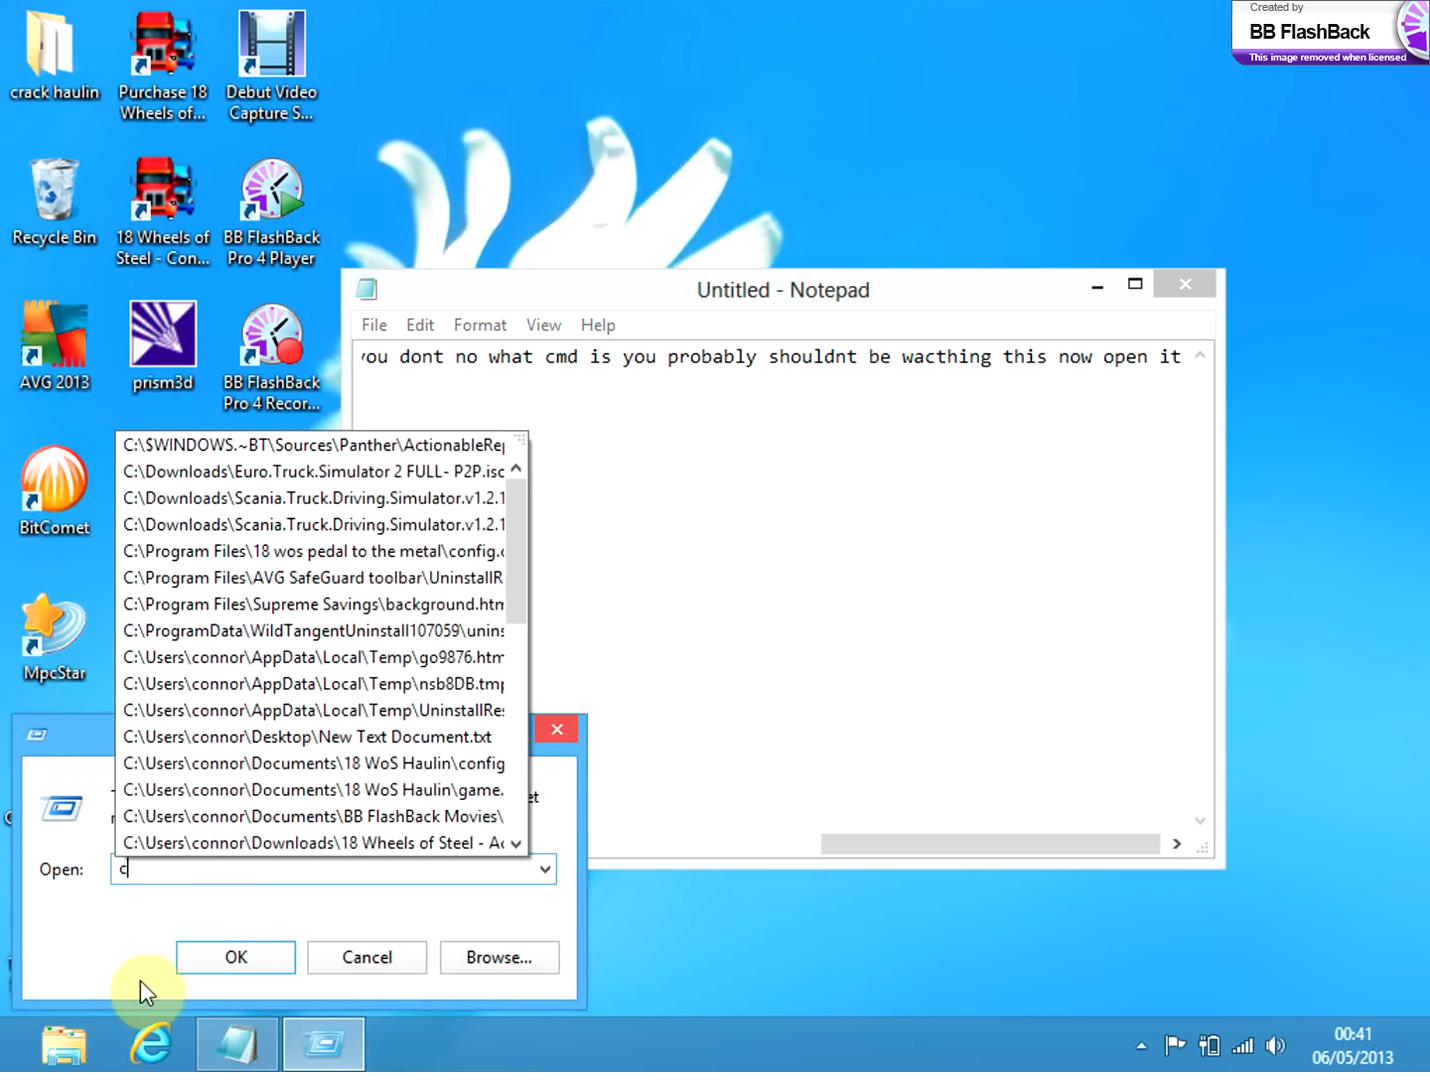 Created by
BB FlashBack
This image removed when licensed
crack haulin
Purchase 18
Wheels of...
Debut Video
Capture S...
Recycle Bin
18 Wheels of
Steel - Con...
BB FlashBack
Pro 4 Player
AVG 2013
prism3d
BB FlashBack
Pro 4 Recor...
BitComet
MpcStar
Untitled - Notepad
File Edit Format View Help
you dont no what cmd is you probably shouldnt be wacthing this now open it
C:\$WINDOWS.~BT\Sources\Panther\ActionableRep
C:\Downloads\Euro.Truck.Simulator 2 FULL- P2P.iso
C:\Downloads\Scania.Truck.Driving.Simulator.v1.2.1
C:\Downloads\Scania.Truck.Driving.Simulator.v1.2.1
C:\Program Files\18 wos pedal to the metal\config.c
C:\Program Files\AVG SafeGuard toolbar\UninstallR
C:\Program Files\Supreme Savings\background.htm
C:\ProgramData\WildTangentUninstall107059\unins
C:\Users\connor\AppData\Local\Temp\go9876.htm
C:\Users\connor\AppData\Local\Temp\nsb8DB.tmp
C:\Users\connor\AppData\Local\Temp\UninstallRes
C:\Users\connor\Desktop\New Text Document.txt
C:\Users\connor\Documents\18 WoS Haulin\config
C:\Users\connor\Documents\18 WoS Haulin\game.
C:\Users\connor\Documents\BB FlashBack Movies\
C:\Users\connor\Downloads\18 Wheels of Steel - Ac
et
Open: c
OK Cancel Browse...
00:41
06/05/2013